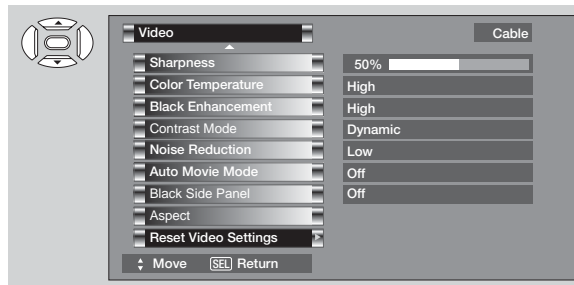 Video Cable
Sharpness 50%
Color Temperature High
Black Enhancement High
Contrast Mode Dynamic
Noise Reduction Low
Auto Movie Mode Off
Black Side Panel Off
Aspect
Reset Video Settings
Move SEL Return